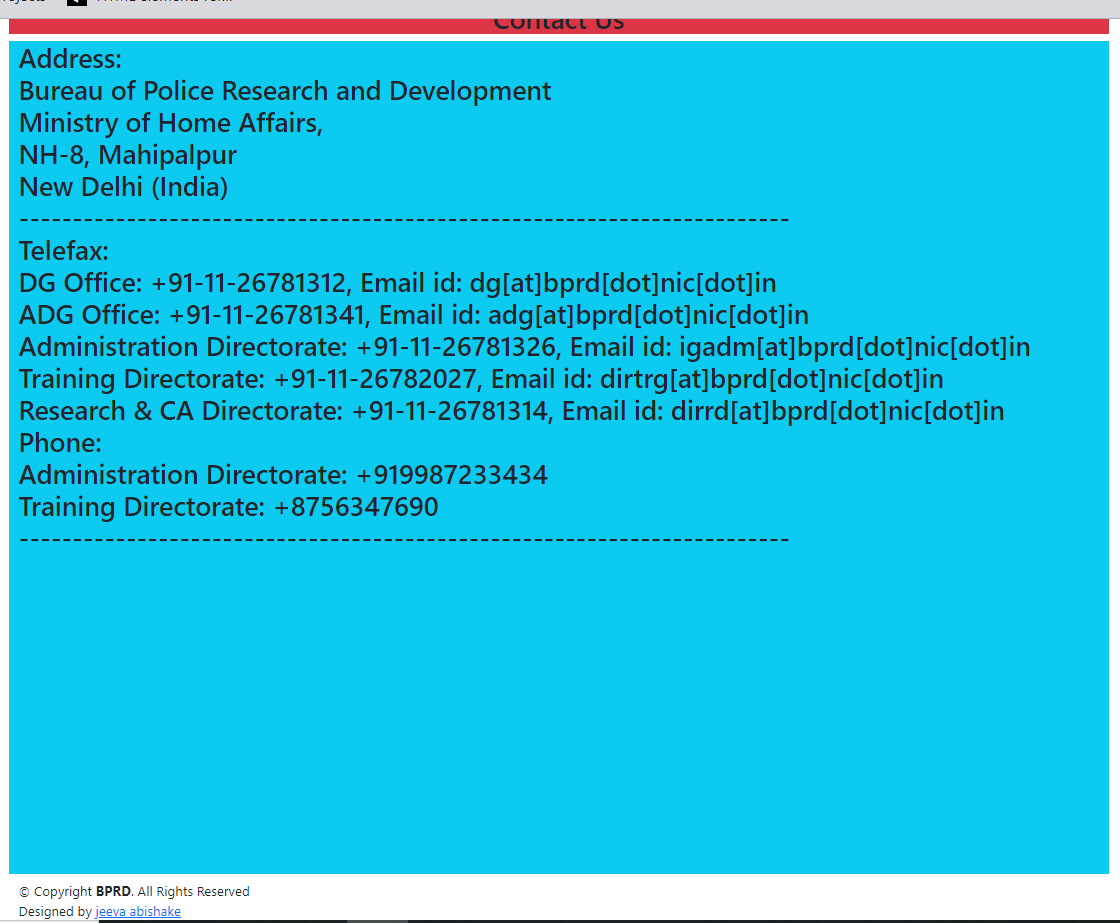 Contact Us
Address:
Bureau of Police Research and Development
Ministry of Home Affairs,
NH-8, Mahipalpur
New Delhi (India)
------------------------------------------------------------------------
Telefax:
DG Office: +91-11-26781312, Email id: dg[at]bprd[dot]nic[dot]in
ADG Office: +91-11-26781341, Email id: adg[at]bprd[dot]nic[dot]in
Administration Directorate: +91-11-26781326, Email id: igadm[at]bprd[dot]nic[dot]in
Training Directorate: +91-11-26782027, Email id: dirtrg[at]bprd[dot]nic[dot]in
Research & CA Directorate: +91-11-26781314, Email id: dirrd[at]bprd[dot]nic[dot]in
Phone:
Administration Directorate: +919987233434
Training Directorate: +8756347690
------------------------------------------------------------------------
© Copyright BPRD. All Rights Reserved
Designed by jeeva abishake